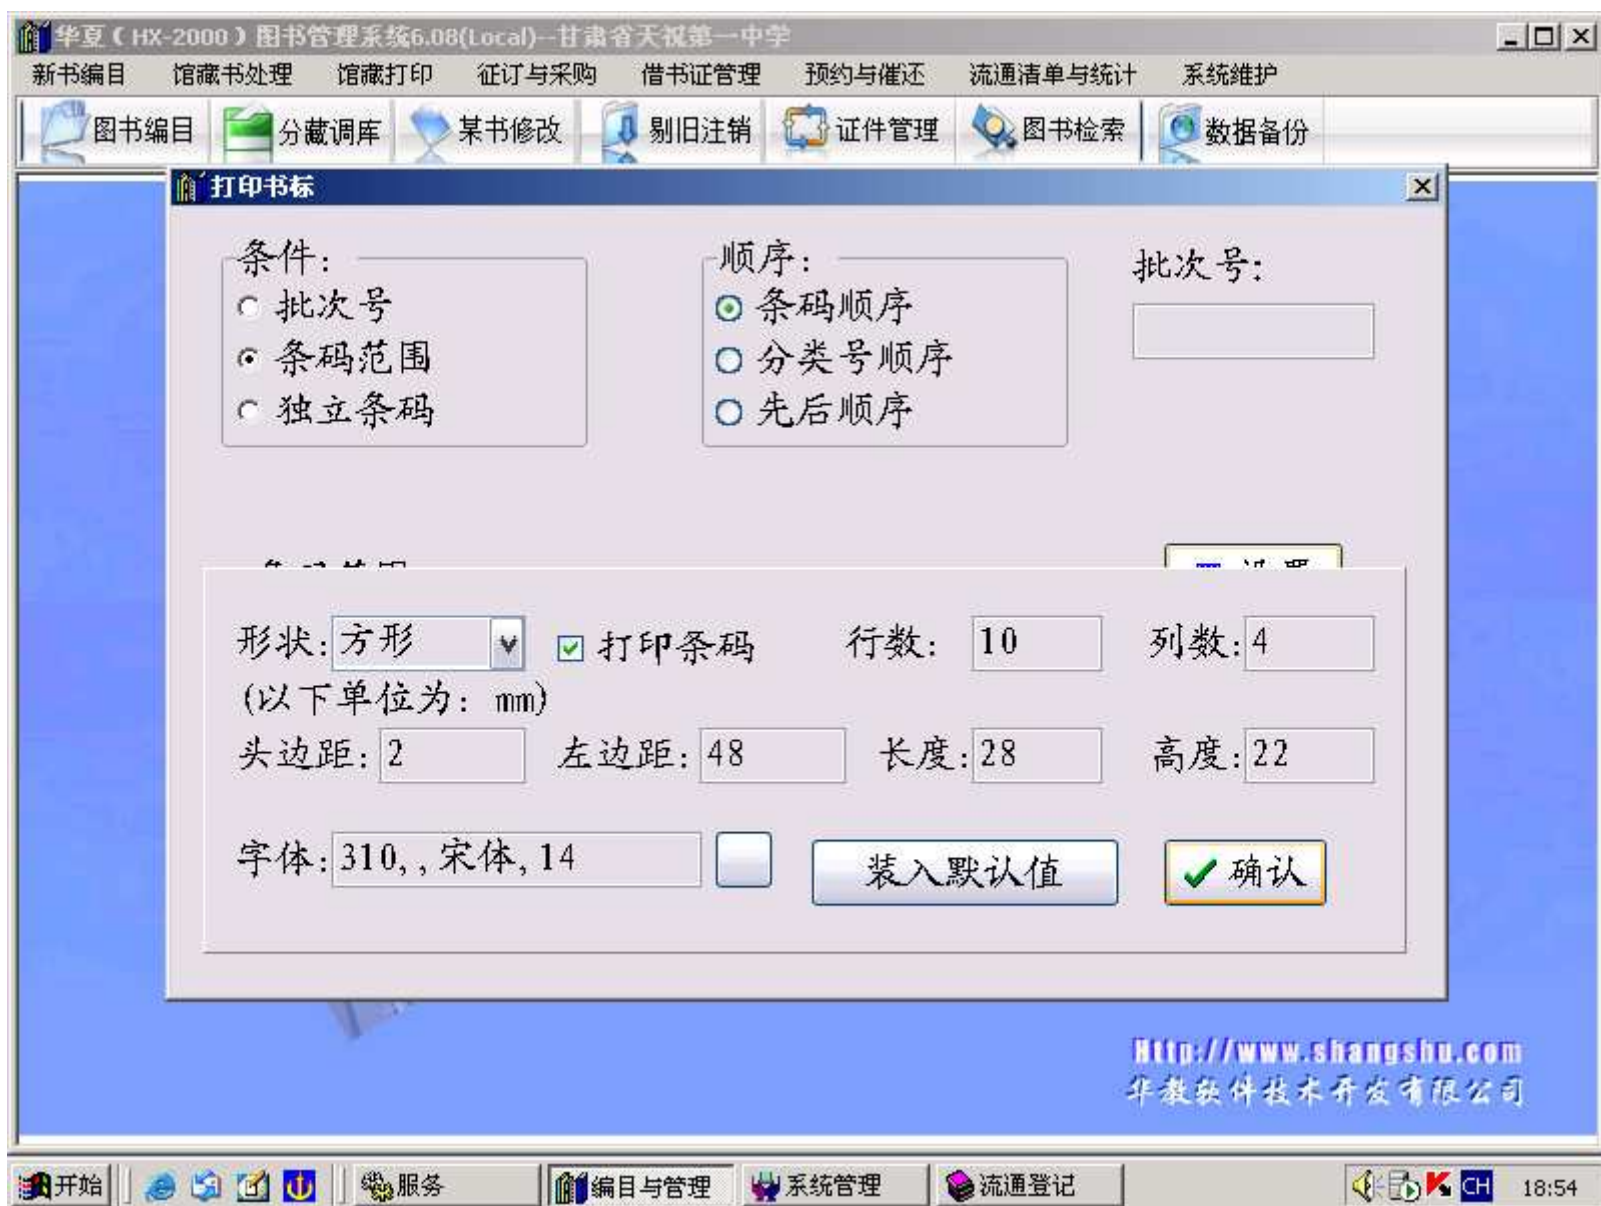 华夏(HX-2000)图书管理系统6.08(Local)--甘肃省天祝第一中学
新书编目 馆藏书处理 馆藏打印 征订与采购 借书证管理 预约与催还 流通清单与统计 系统维护
图书编目 分藏调库 某书修改 剔旧注销 证件管理 图书检索 数据备份
打印书标
条件: 顺序: 批次号:
批次号 条码顺序
条码范围 分类号顺序
独立条码 先后顺序
形状: 方形 打印条码 行数: 10 列数: 4
(以下单位为: mm)
头边距: 2 左边距: 48 长度: 28 高度: 22
字体: 310, , 宋体, 14 装入默认值 确认
Http://www.shangshu.com
华教软件技术开发有限公司
开始 服务 编目与管理 系统管理 流通登记 CH 18:54